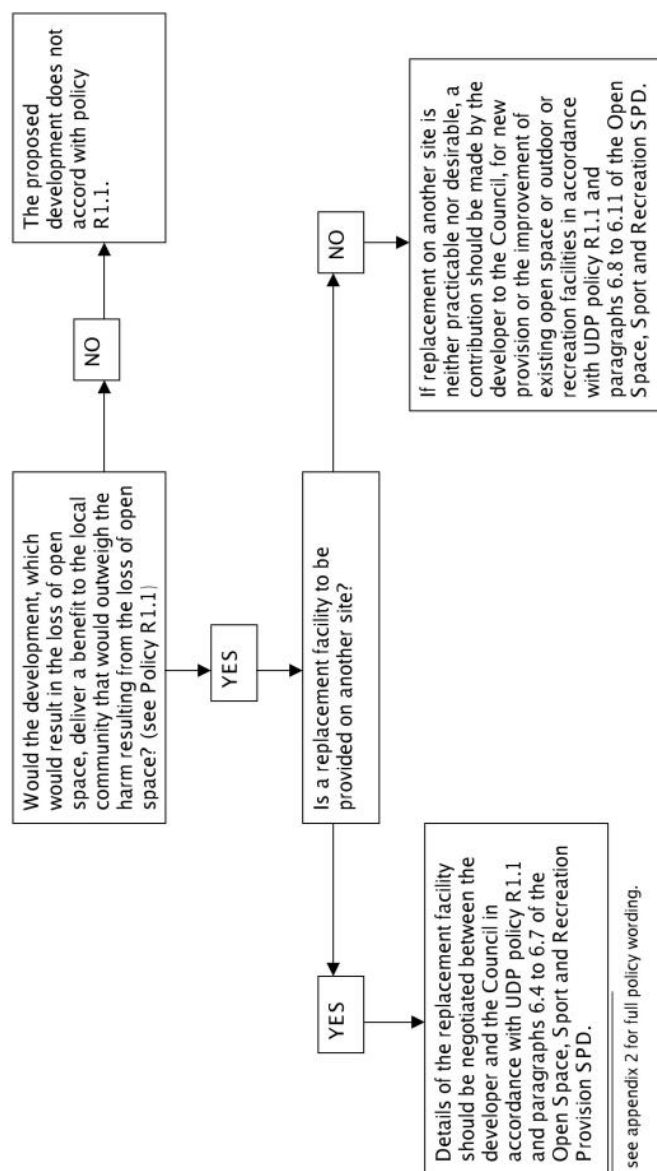 Would the development, which
would result in the loss of open
space, deliver a benefit to the local
community that would outweigh the
harm resulting from the loss of open
space? (see Policy R1.1)
NO
The proposed
development does not
accord with policy
R1.1.
YES
Is a replacement facility to be
provided on another site?
YES
Details of the replacement facility
should be negotiated between the
developer and the Council in
accordance with UDP policy R1.1
and paragraphs 6.4 to 6.7 of the
Open Space, Sport and Recreation
Provision SPD.
NO
If replacement on another site is
neither practicable nor desirable, a
contribution should be made by the
developer to the Council, for new
provision or the improvement of
existing open space or outdoor or
recreation facilities in accordance
with UDP policy R1.1 and
paragraphs 6.8 to 6.11 of the Open
Space, Sport and Recreation SPD.
see appendix 2 for full policy wording.